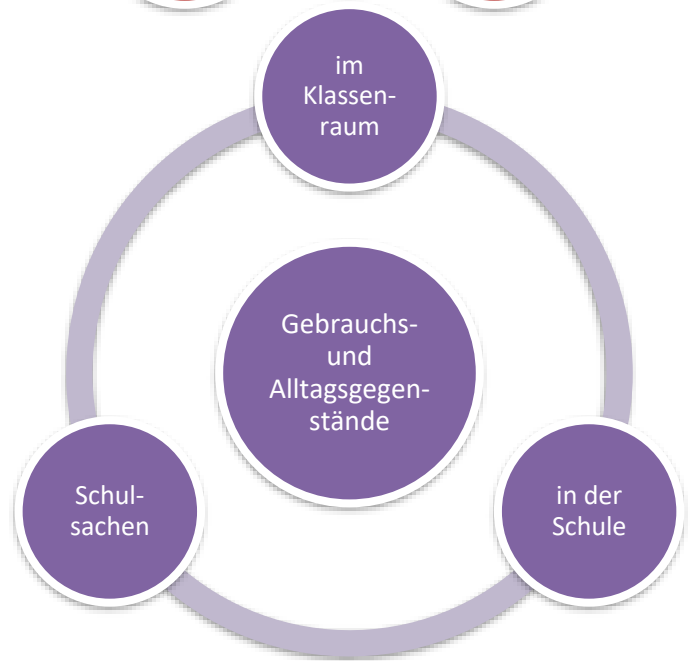 im
Klassen-
raum
Gebrauchs-
und
Alltagsgegen-
stände
Schul-
sachen
in der
Schule